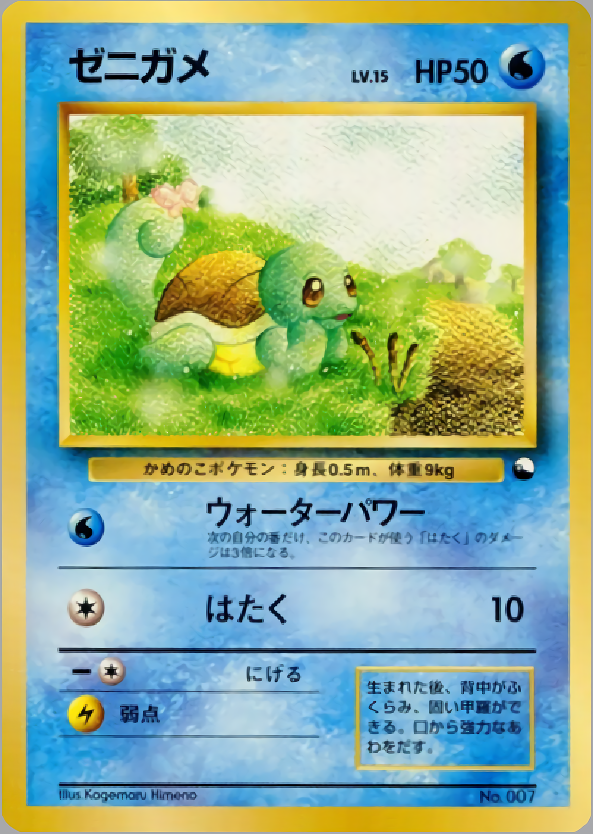 ゼニガメ LV.15 HP50
かめのこポケモン：身長0.5m、体重9kg
ウォーターパワー
次の自分の番だけ、このカードが使う「はたく」のダメー
ジは3倍になる。
はたく 10
にげる
弱点
生まれた後、背中がふ
くらみ、固い甲羅がで
きる。口から強力なあ
わをだす。
Illus. Kagemaru Himeno No. 007